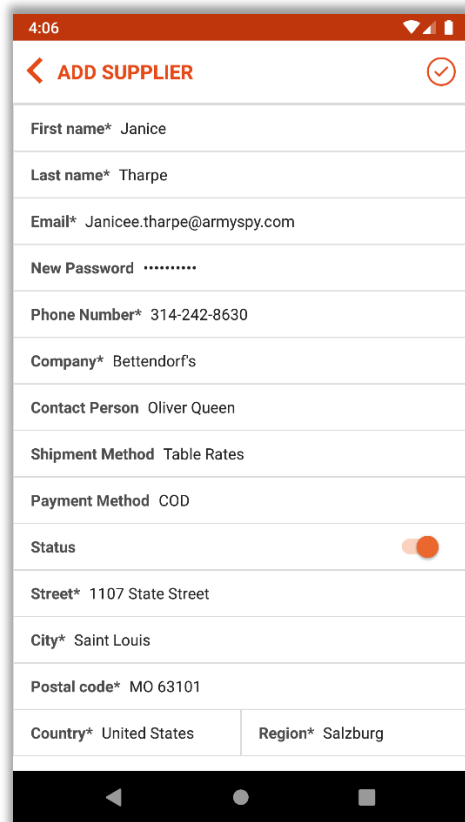 4:06
ADD SUPPLIER
First name* Janice
Last name* Tharpe
Email* Janicee.tharpe@armyspy.com
New Password ••••••••••
Phone Number* 314-242-8630
Company* Bettendorf's
Contact Person Oliver Queen
Shipment Method Table Rates
Payment Method COD
Status
Street* 1107 State Street
City* Saint Louis
Postal code* MO 63101
Country* United States Region* Salzburg